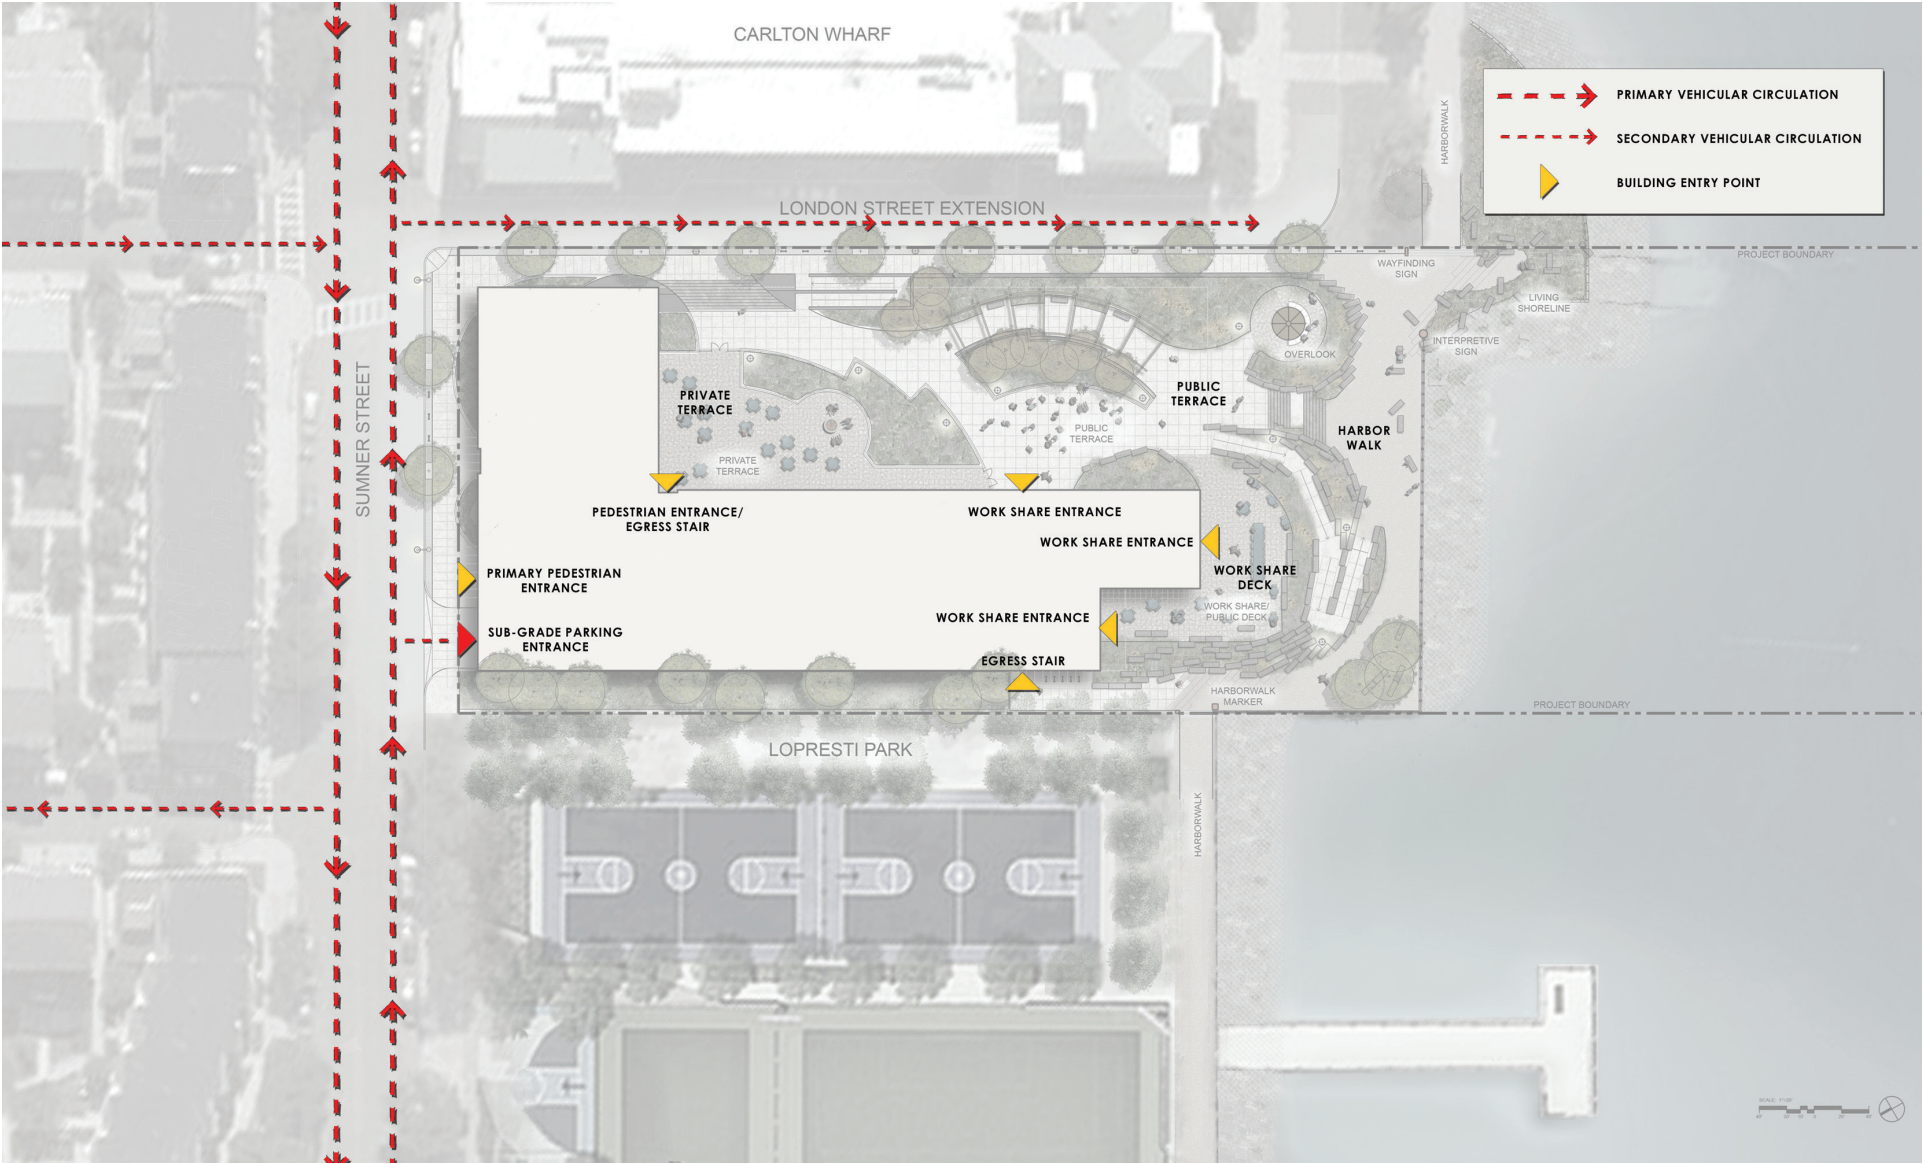 CARLTON WHARF
PRIMARY VEHICULAR CIRCULATION
SECONDARY VEHICULAR CIRCULATION
BUILDING ENTRY POINT
HARBORWALK
LONDON STREET EXTENSION
PROJECT BOUNDARY
WAYFINDING
SIGN
LIVING
SHORELINE
INTERPRETIVE
SIGN
OVERLOOK
SUMNER STREET
PRIVATE
TERRACE
PUBLIC
TERRACE
PUBLIC
TERRACE
HARBOR
WALK
PRIVATE
TERRACE
PEDESTRIAN ENTRANCE/
EGRESS STAIR
WORK SHARE ENTRANCE
WORK SHARE ENTRANCE
WORK SHARE
DECK
PRIMARY PEDESTRIAN
ENTRANCE
WORK SHARE/
PUBLIC DECK
WORK SHARE ENTRANCE
SUB-GRADE PARKING
ENTRANCE
EGRESS STAIR
HARBORWALK
MARKER
PROJECT BOUNDARY
LOPRESTI PARK
HARBORWALK